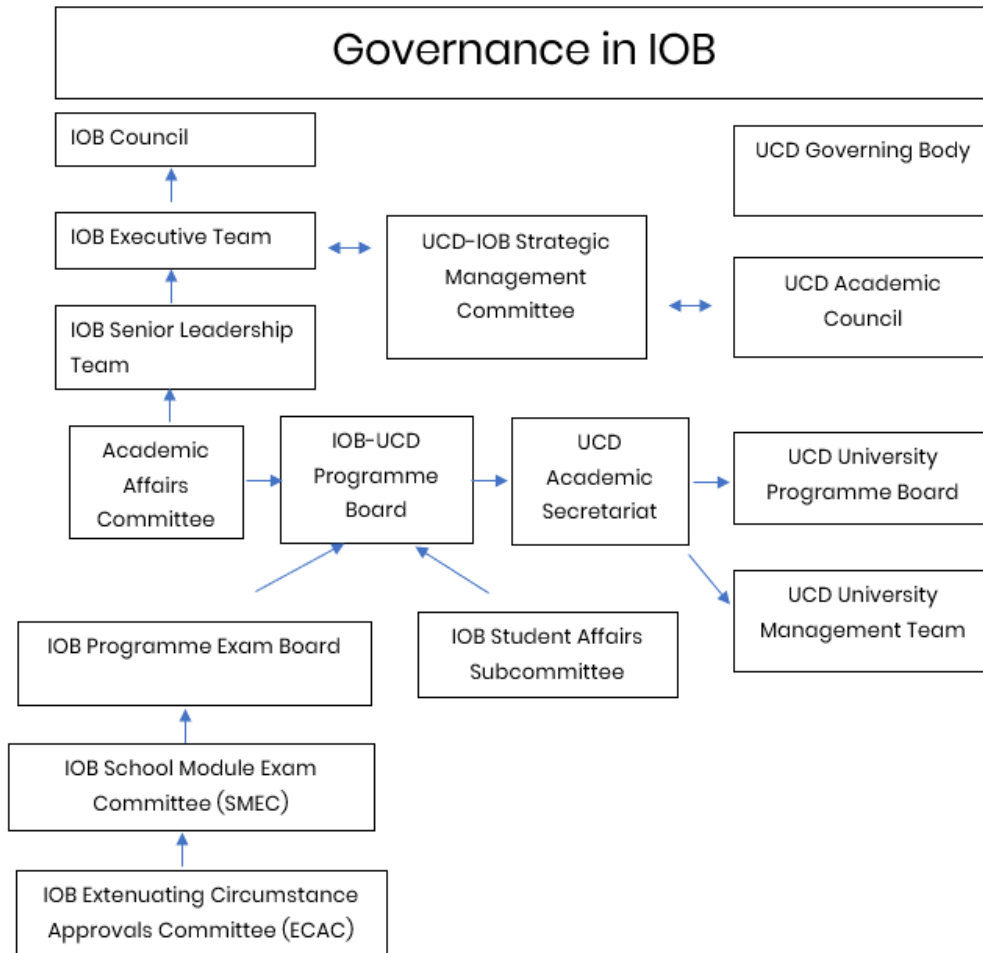 Governance in IOB
IOB Council
UCD Governing Body
IOB Executive Team
UCD-IOB Strategic
Management
Committee
UCD Academic
Council
IOB Senior Leadership
Team
Academic
Affairs
Committee
IOB-UCD
Programme
Board
UCD
Academic
Secretariat
UCD University
Programme Board
UCD University
Management Team
IOB Programme Exam Board
IOB Student Affairs
Subcommittee
IOB School Module Exam
Committee (SMEC)
IOB Extenuating Circumstance
Approvals Committee (ECAC)